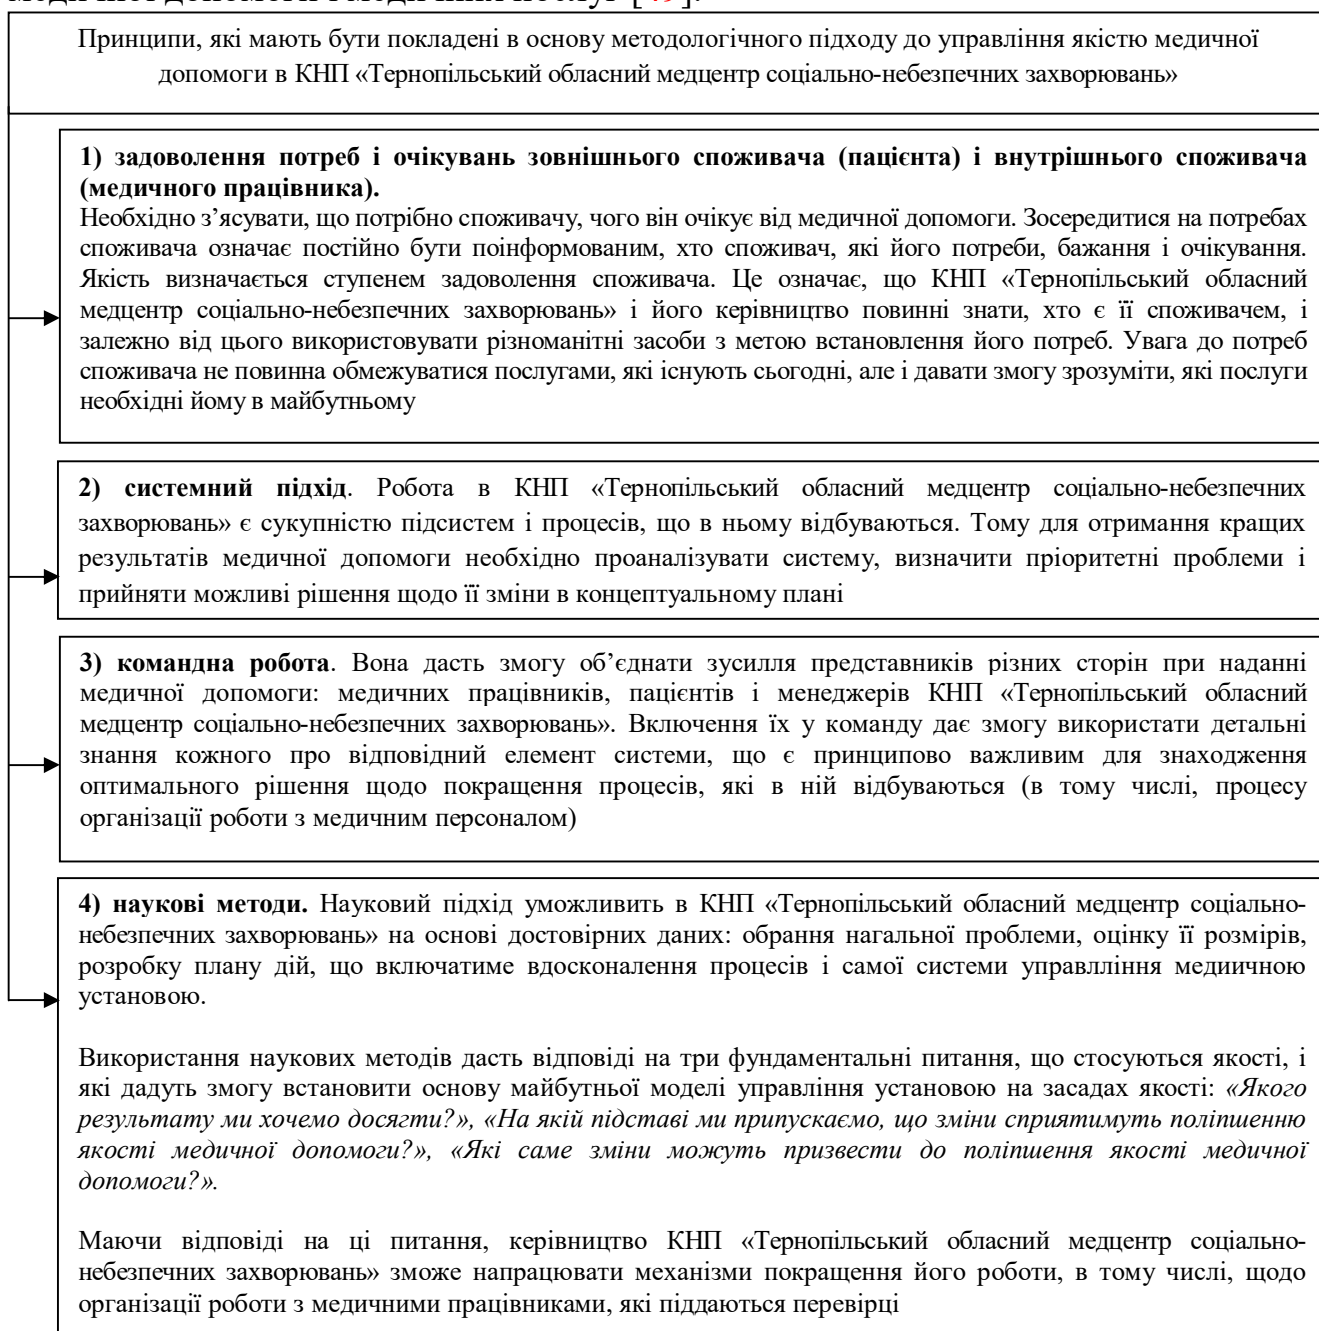 Принципи, які мають бути покладені в основу методологічного підходу до управління якістю медичної
допомоги в КНП «Тернопільський обласний медцентр соціально-небезпечних захворювань»
1) задоволення потреб і очікувань зовнішнього споживача (пацієнта) і внутрішнього споживача
(медичного працівника).
Необхідно з’ясувати, що потрібно споживачу, чого він очікує від медичної допомоги. Зосередитися на потребах
споживача означає постійно бути поінформованим, хто споживач, які його потреби, бажання і очікування.
Якість визначається ступенем задоволення споживача. Це означає, що КНП «Тернопільський обласний
медцентр соціально-небезпечних захворювань» і його керівництво повинні знати, хто є її споживачем, і
залежно від цього використовувати різноманітні засоби з метою встановлення його потреб. Увага до потреб
споживача не повинна обмежуватися послугами, які існують сьогодні, але і давати змогу зрозуміти, які послуги
необхідні йому в майбутньому
2) системний підхід. Робота в КНП «Тернопільський обласний медцентр соціально-небезпечних
захворювань» є сукупністю підсистем і процесів, що в ньому відбуваються. Тому для отримання кращих
результатів медичної допомоги необхідно проаналізувати систему, визначити пріоритетні проблеми і
прийняти можливі рішення щодо її зміни в концептуальному плані
3) командна робота. Вона дасть змогу об’єднати зусилля представників різних сторін при наданні
медичної допомоги: медичних працівників, пацієнтів і менеджерів КНП «Тернопільський обласний
медцентр соціально-небезпечних захворювань». Включення їх у команду дає змогу використати детальні
знання кожного про відповідний елемент системи, що є принципово важливим для знаходження
оптимального рішення щодо покращення процесів, які в ній відбуваються (в тому числі, процесу
організації роботи з медичним персоналом)
4) наукові методи. Науковий підхід уможливить в КНП «Тернопільський обласний медцентр соціально-
небезпечних захворювань» на основі достовірних даних: обрання нагальної проблеми, оцінку її розмірів,
розробку плану дій, що включатиме вдосконалення процесів і самої системи управлління медиичною
установою.
Використання наукових методів дасть відповіді на три фундаментальні питання, що стосуються якості, і
які дадуть змогу встановити основу майбутньої моделі управління установою на засадах якості: «Якого
результату ми хочемо досягти?», «На якій підставі ми припускаємо, що зміни сприятимуть поліпшенню
якості медичної допомоги?», «Які саме зміни можуть призвести до поліпшення якості медичної
допомоги?».
Маючи відповіді на ці питання, керівництво КНП «Тернопільський обласний медцентр соціально-
небезпечних захворювань» зможе напрацювати механізми покращення його роботи, в тому числі, щодо
організації роботи з медичними працівниками, які піддаються перевірці